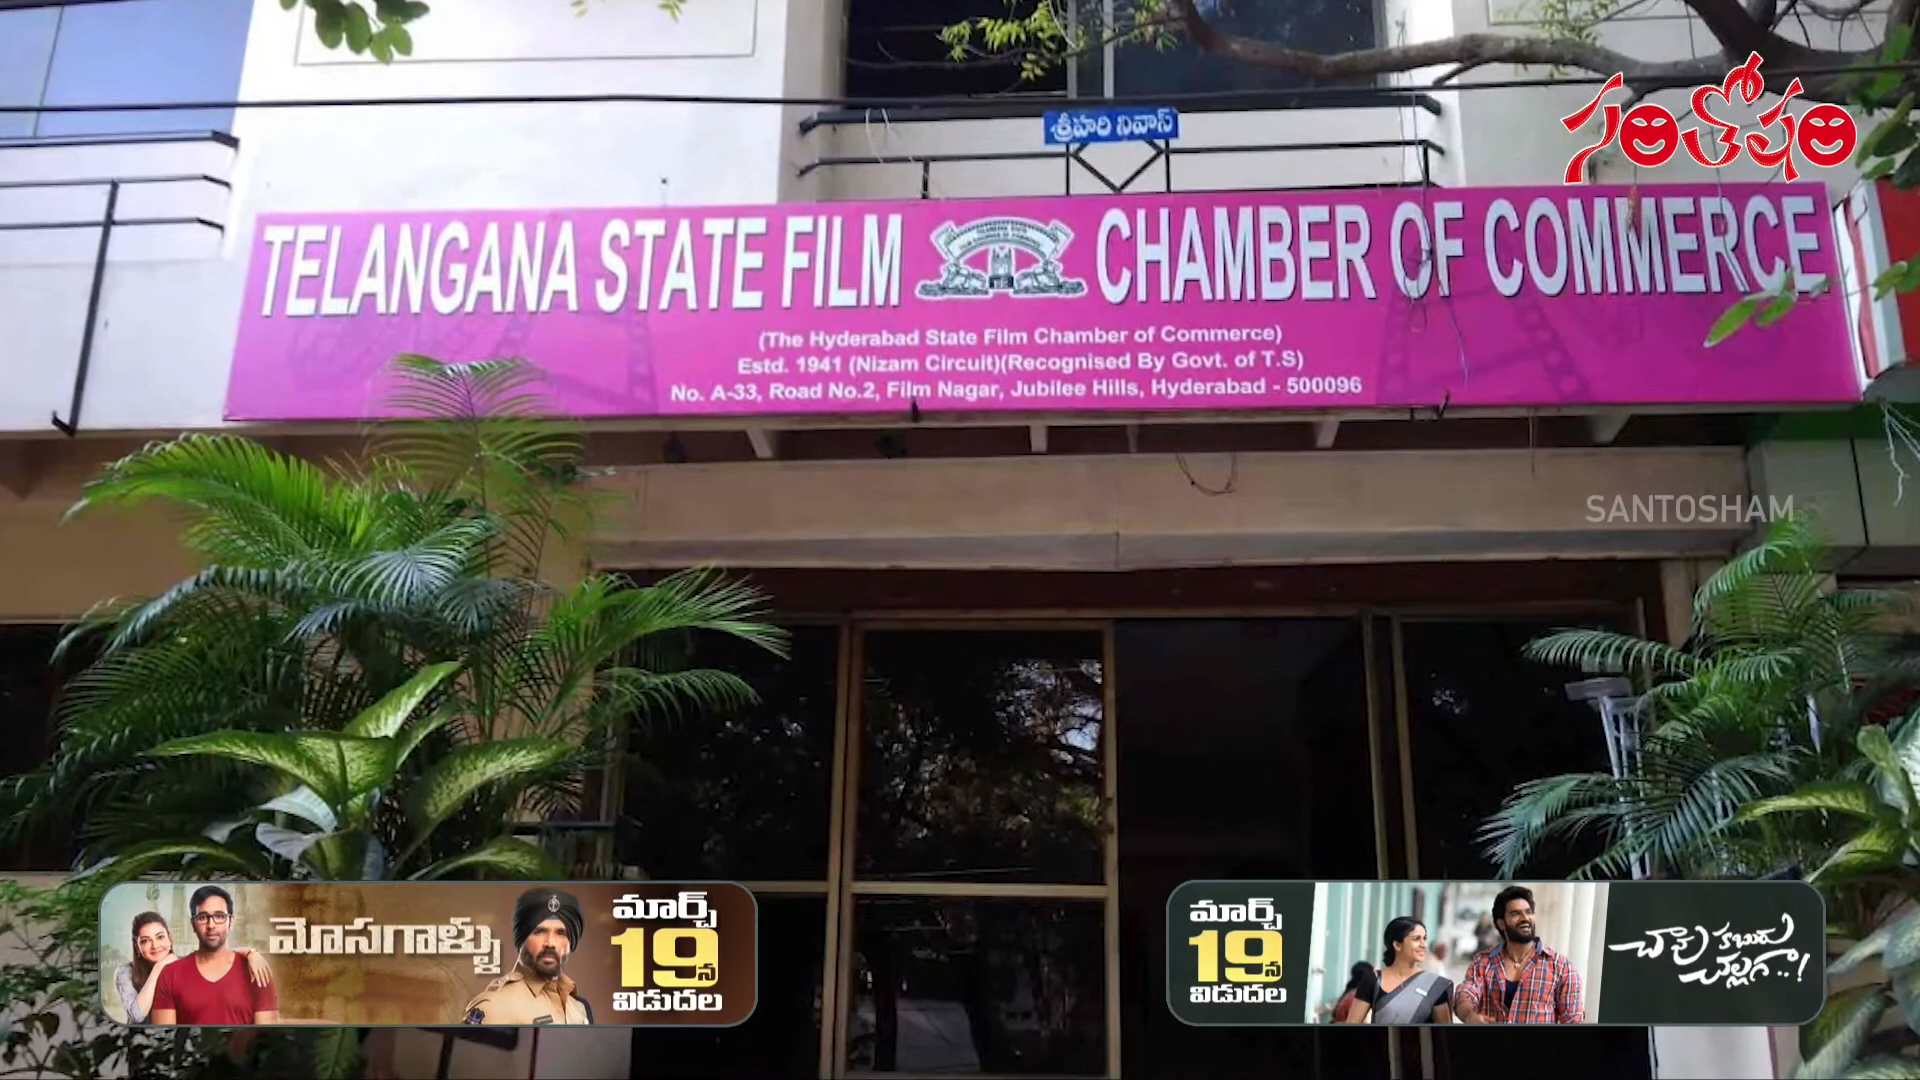 సంతోషం
శ్రీహరి నివాస్
TELANGANA STATE FILM CHAMBER OF COMMERCE
(The Hyderabad State Film Chamber of Commerce)
Estd. 1941 (Nizam Circuit)(Recognised By Govt. of T.S)
No. A-33, Road No.2, Film Nagar, Jubilee Hills, Hyderabad - 500096
SANTOSHAM
మోసగాళ్ళు
మార్చ్
19న
విడుదల
మార్చ్
19న
విడుదల
చావు కబురు
చల్లగా..!